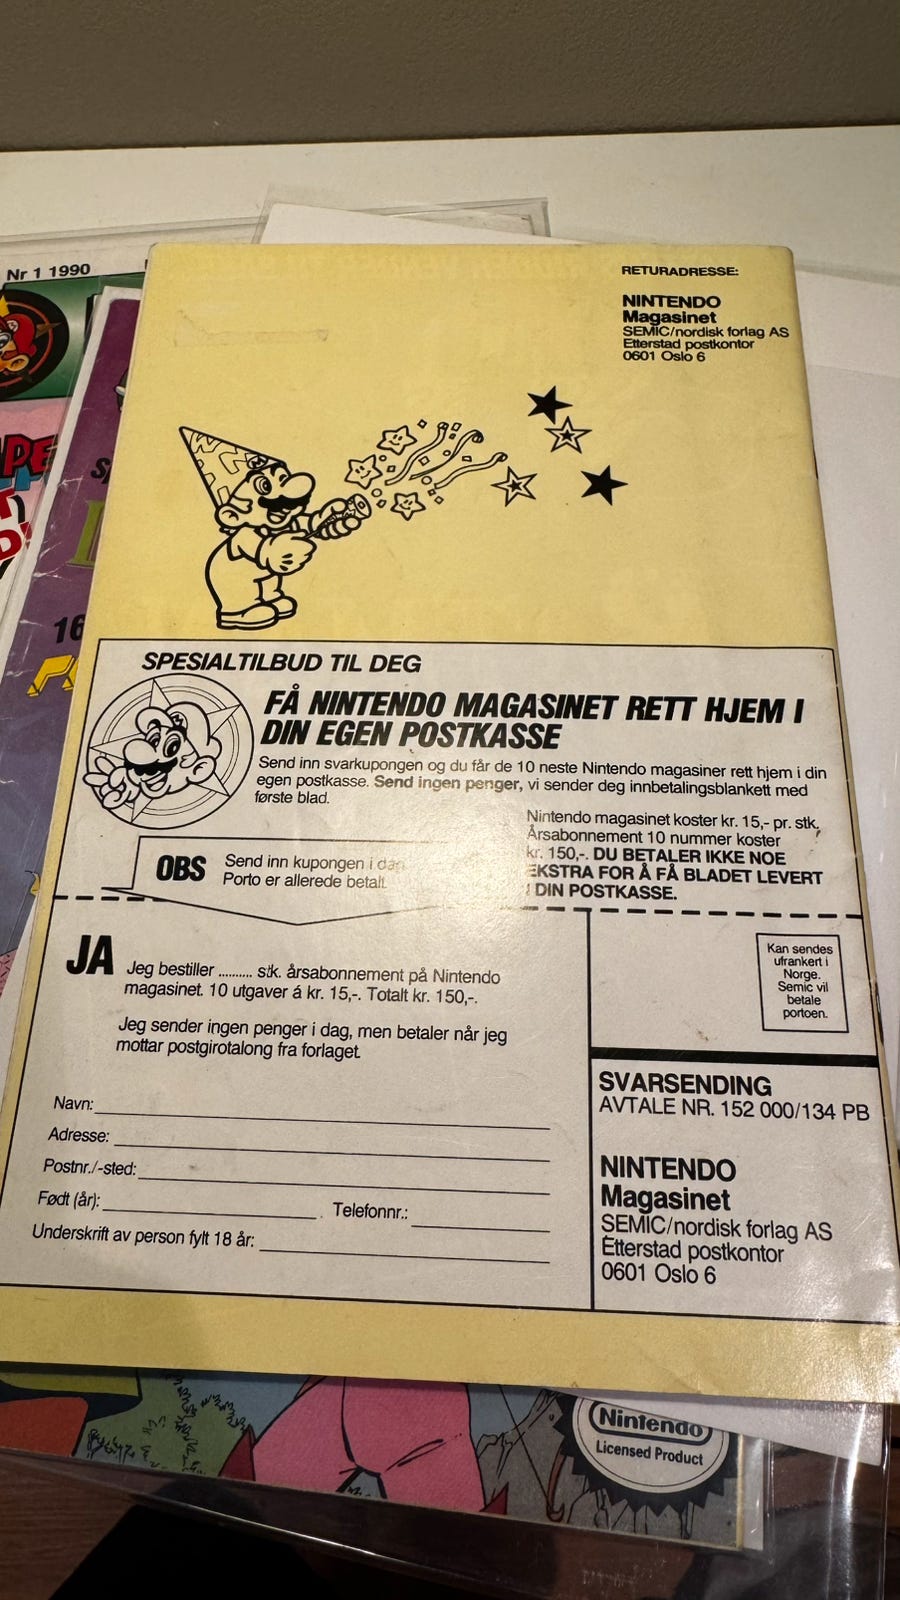 Nr 1 1990
RETURADRESSE:
NINTENDO
Magasinet
SEMIC/nordisk forlag AS
Etterstad postkontor
0601 Oslo 6
16
SPESIALTILBUD TIL DEG
FÅ NINTENDO MAGASINET RETT HJEM I
DIN EGEN POSTKASSE
Send inn svarkupongen og du får de 10 neste Nintendo magasiner rett hjem i din
egen postkasse. Send ingen penger, vi sender deg innbetalingsblankett med
første blad.
Nintendo magasinet koster kr. 15,- pr. stk.
Årsabonnement 10 nummer koster
kr. 150,-. DU BETALER IKKE NOE
EKSTRA FOR Å FÅ BLADET LEVERT
I DIN POSTKASSE.
OBS
Send inn kupongen i dag
Porto er allerede betalt.
JA
Jeg bestiller .......... stk. årsabonnement på Nintendo
magasinet. 10 utgaver á kr. 15,-. Totalt kr. 150,-.
Jeg sender ingen penger i dag, men betaler når jeg
mottar postgirotalong fra forlaget.
Navn:
Adresse:
Postnr./-sted:
Født (år):
Telefonnr.:
Underskrift av person fylt 18 år:
Kan sendes
ufrankert i
Norge.
Semic vil
betale
portoen.
SVARSENDING
AVTALE NR. 152 000/134 PB
NINTENDO
Magasinet
SEMIC/nordisk forlag AS
Etterstad postkontor
0601 Oslo 6
Nintendo
Licensed Product